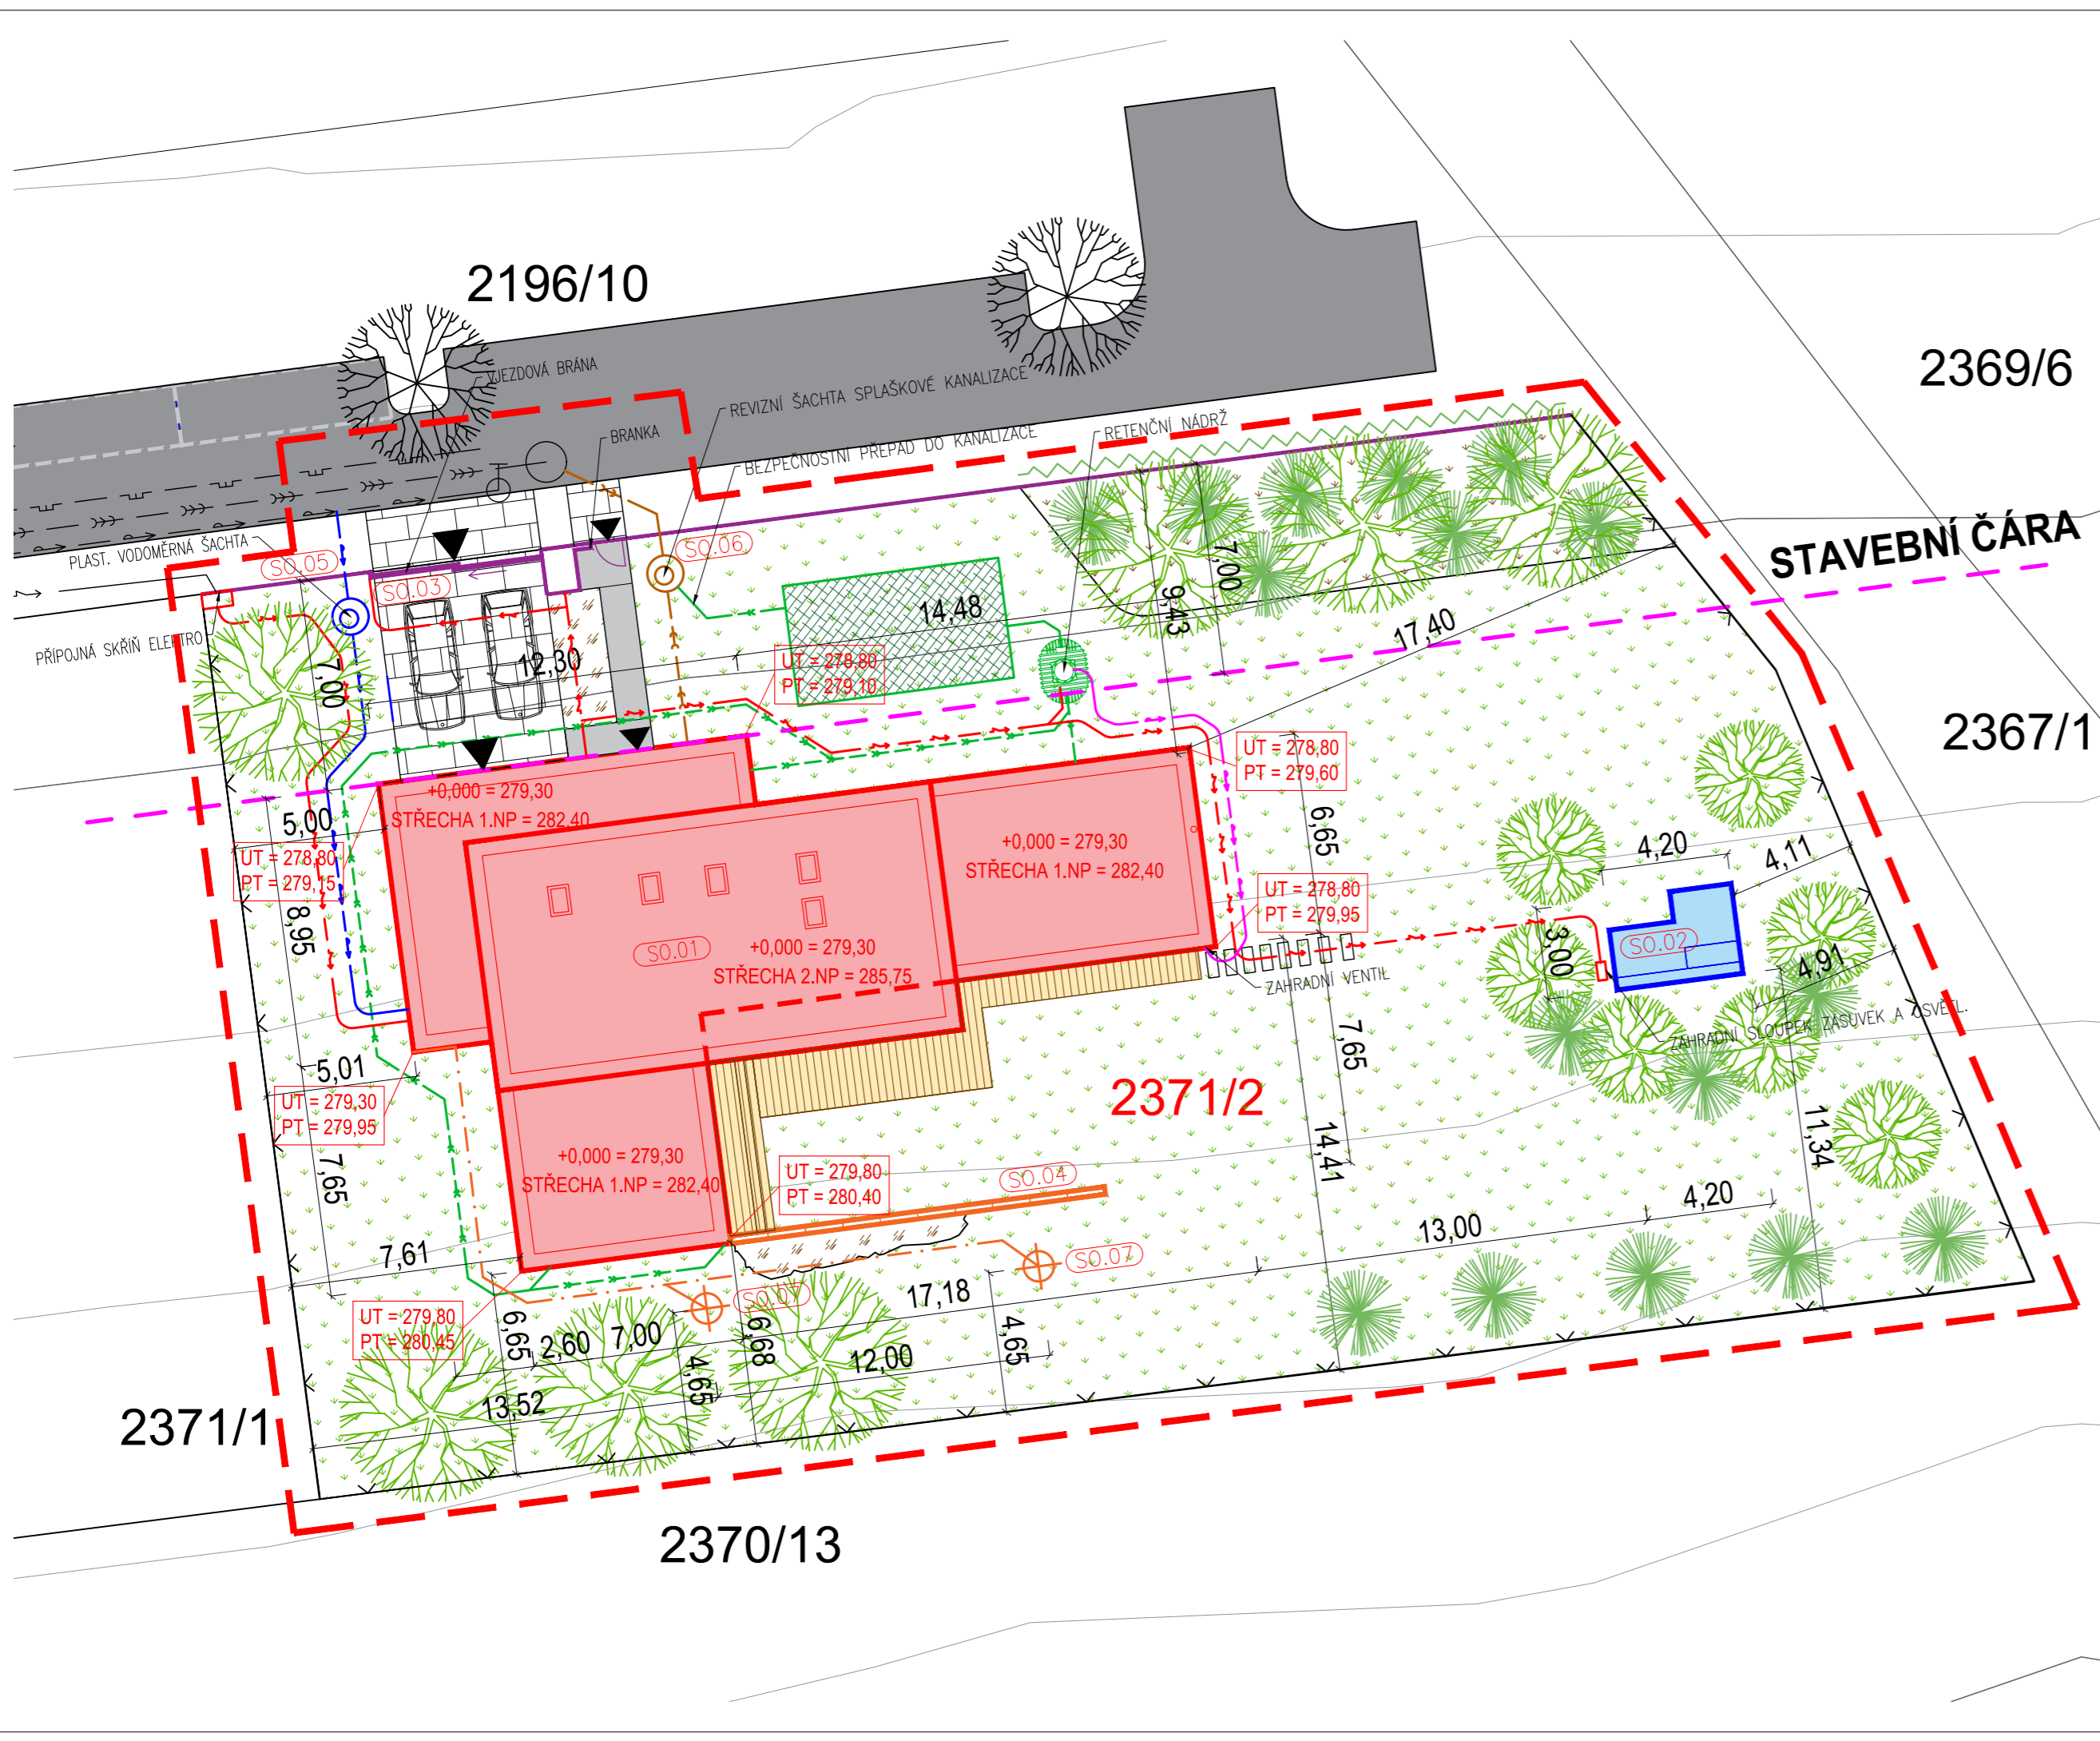 2196/10
2369/6
VJEZDOVÁ BRÁNA
REVIZNÍ ŠACHTA SPLAŠKOVÉ KANALIZACE
BRANKA
BEZPEČNOSTNÍ PŘEPAD DO KANALIZACE
RETENČNÍ NÁDRŽ
STAVEBNÍ ČÁRA
PLAST. VODOMĚRNÁ ŠACHTA
SO.05
SO.03
SO.06
PŘÍPOJNÁ SKŘÍŇ ELEKTRO
7,00
12,30
14,48
9,43
7,00
17,40
UT = 278,80
PT = 279,10
2367/1
UT = 278,80
PT = 279,60
+0,000 = 279,30
STŘECHA 1.NP = 282,40
5,00
UT = 278,80
PT = 279,15
+0,000 = 279,30
STŘECHA 1.NP = 282,40
6,65
4,20
4,11
UT = 278,80
PT = 279,95
8,95
SO.01
+0,000 = 279,30
STŘECHA 2.NP = 285,75
3,00
SO.02
4,91
ZAHRADNÍ VENTIL
ZAHRADNÍ SLOUPEK ZÁSUVEK A OSVĚTL.
7,65
5,01
UT = 279,30
PT = 279,95
2371/2
14,41
11,34
7,65
+0,000 = 279,30
STŘECHA 1.NP = 282,40
UT = 279,80
PT = 280,40
SO.04
4,20
13,00
7,61
SO.07
SO.07
17,18
UT = 279,80
PT = 280,45
6,65
2,60
7,00
6,68
4,65
12,00
4,65
13,52
2371/1
2370/13